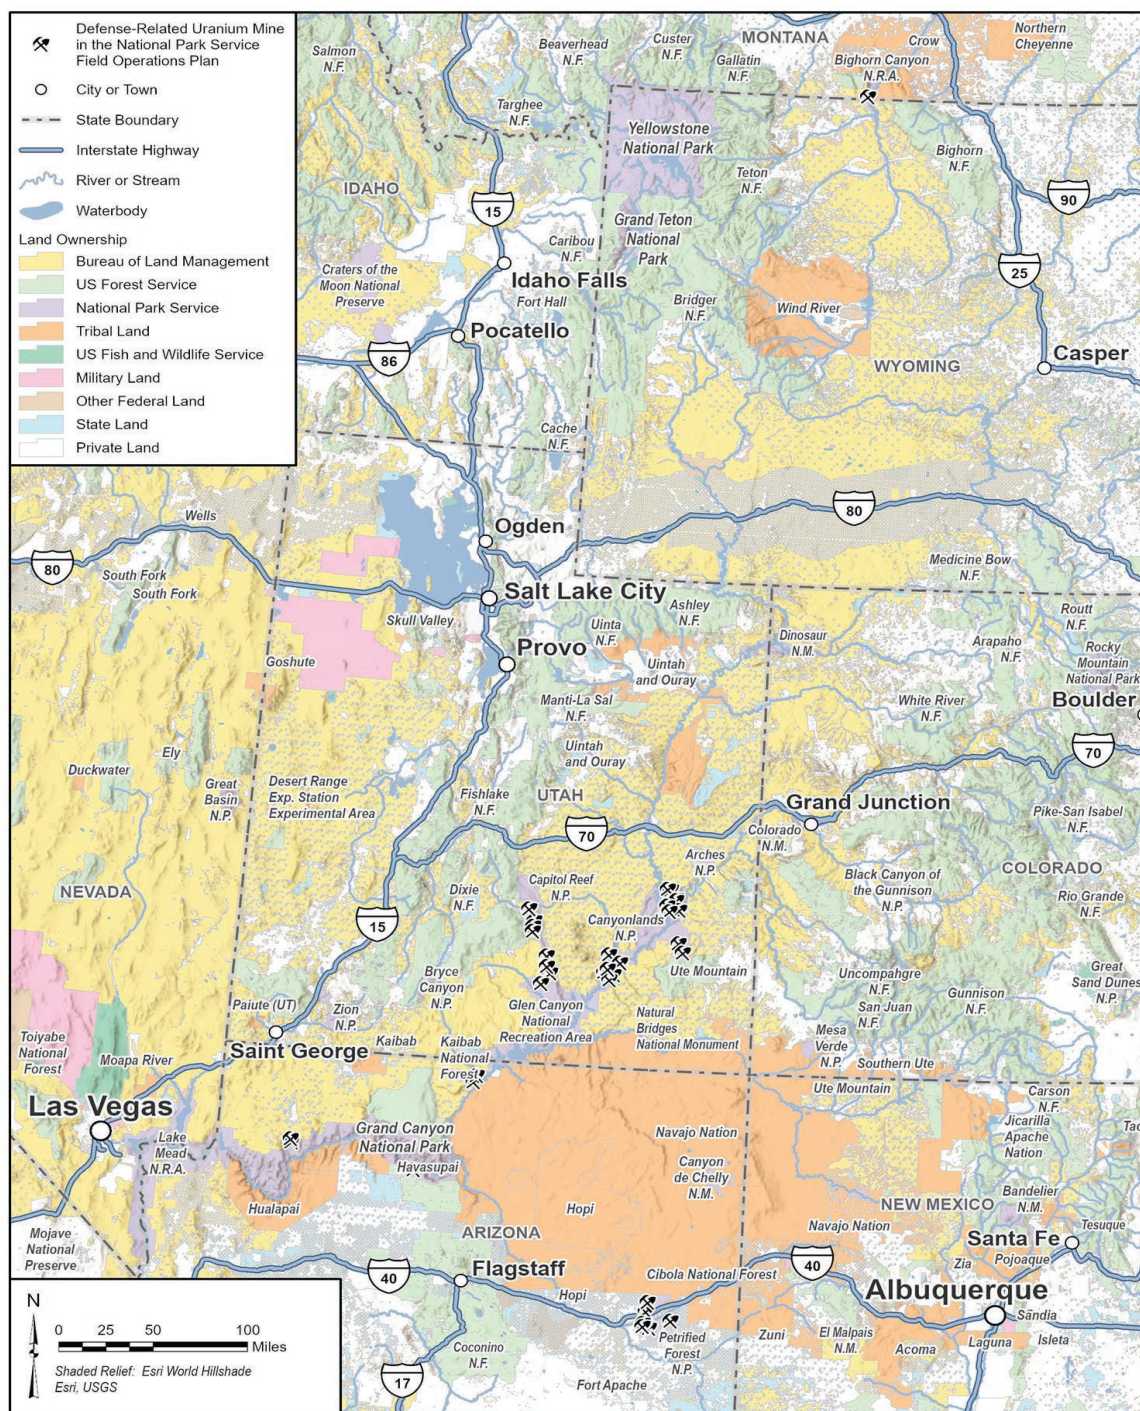 Defense-Related Uranium Mine
in the National Park Service
Field Operations Plan
City or Town
State Boundary
Interstate Highway
River or Stream
Waterbody
Land Ownership
Bureau of Land Management
US Forest Service
National Park Service
Tribal Land
US Fish and Wildlife Service
Military Land
Other Federal Land
State Land
Private Land
Salmon
N.F.
Beaverhead
N.F.
Custer
N.F.
Gallatin
N.F.
MONTANA
Bighorn Canyon
N.R.A.
Crow
Northern
Cheyenne
Targhee
N.F.
Yellowstone
National Park
Bighorn
N.F.
Teton
N.F.
IDAHO
15
90
Grand Teton
National
Park
Caribou
N.F.
Craters of the
Moon National
Preserve
Idaho Falls
Fort Hall
25
Bridger
N.F.
Wind River
Pocatello
86
WYOMING
Casper
Cache
N.F.
Wells
Ogden
80
80
South Fork
South Fork
Medicine Bow
N.F.
Salt Lake City
Skull Valley
Ashley
N.F.
Uinta
N.F.
Routt
N.F.
Provo
Dinosaur
N.M.
Arapaho
N.F.
Rocky
Mountain
National Park
Goshute
Uintah
and Ouray
Manti-La Sal
N.F.
White River
N.F.
Boulder
Ely
Uintah
and Ouray
70
Duckwater
Great
Basin
N.P.
Desert Range
Exp. Station
Experimental Area
Fishlake
N.F.
UTAH
Grand Junction
70
Colorado
N.M.
Pike-San Isabel
N.F.
Arches
N.P.
NEVADA
Dixie
N.F.
Capitol Reef
N.P.
Black Canyon of
the Gunnison
N.P.
COLORADO
Rio Grande
N.F.
15
Canyonlands
N.P.
Bryce
Canyon
N.P.
Ute Mountain
Uncompahgre
N.F.
Gunnison
N.F.
Great
Sand Dunes
N.P.
Paiute (UT)
Zion
N.P.
Glen Canyon
National
Recreation Area
Natural
Bridges
National Monument
San Juan
N.F.
Toiyabe
National
Forest
Saint George
Kaibab
Kaibab
National
Forest
Mesa
Verde
N.P.
Southern Ute
Moapa River
Ute Mountain
Carson
N.F.
Las Vegas
Lake
Mead
N.R.A.
Grand Canyon
National Park
Havasupai
Navajo Nation
Jicarilla
Apache
Nation
Tao
Canyon
de Chelly
N.M.
Hualapai
Hopi
NEW MEXICO
Bandelier
N.M.
Mojave
National
Preserve
ARIZONA
Navajo Nation
Tesuque
Santa Fe
Pojoaque
Zia
40
Flagstaff
Cibola National Forest
40
Hopi
Albuquerque
Sandia
Coconino
N.F.
Petrified
Forest
N.P.
Zuni
El Malpais
N.M.
Acoma
Laguna
Isleta
17
Fort Apache
N
0 25 50 100
Miles
Shaded Relief: Esri World Hillshade
Esri, USGS